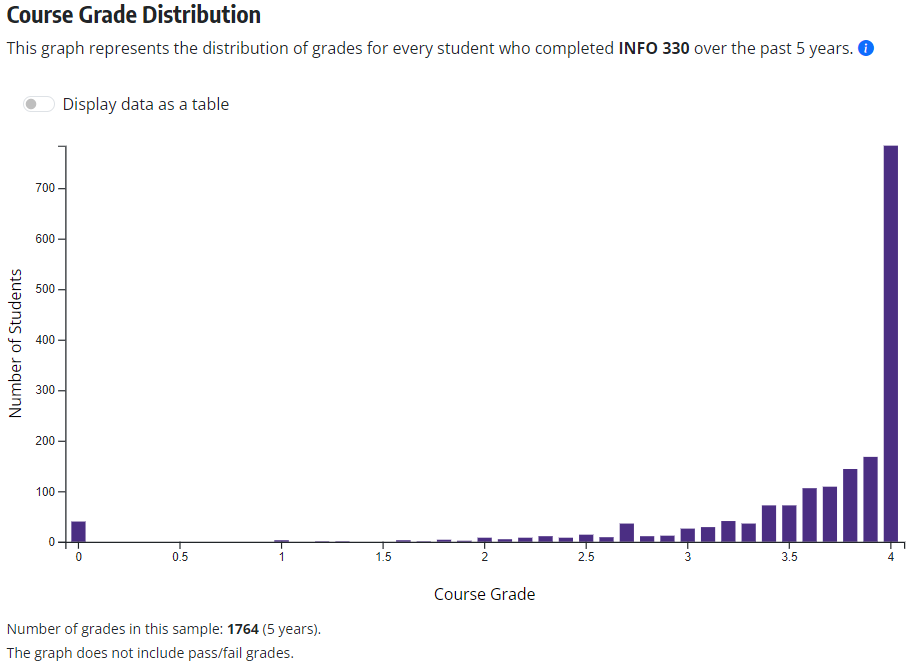 Course Grade Distribution
This graph represents the distribution of grades for every student who completed INFO 330 over the past 5 years. i
Display data as a table
Number of Students
700
600
500
400
300
200
100
0
0 0.5 1 1.5 2 2.5 3 3.5 4
Course Grade
Number of grades in this sample: 1764 (5 years).
The graph does not include pass/fail grades.